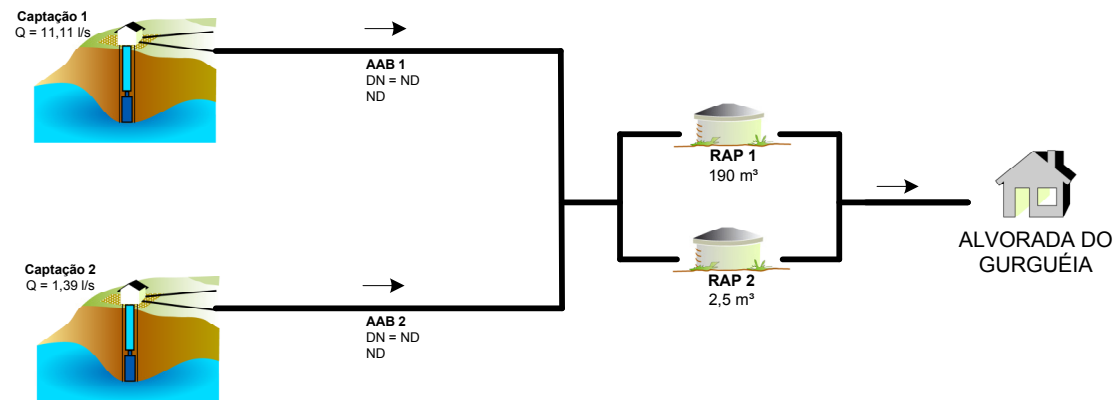 Captação 1
Q = 11,11 l/s
AAB 1
DN = ND
ND
RAP 1
190 m³
RAP 2
2,5 m³
ALVORADA DO
GURGUÉIA
Captação 2
Q = 1,39 l/s
AAB 2
DN = ND
ND